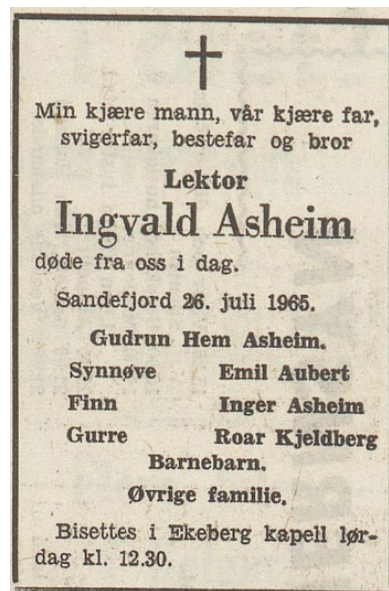 Min kjære mann, vår kjære far,
svigerfar, bestefar og bror
Lektor
Ingvald Asheim
døde fra oss i dag.
Sandefjord 26. juli 1965.
Gudrun Hem Asheim.
Synnøve Emil Aubert
Finn Inger Asheim
Gurre Roar Kjeldberg
Barnebarn.
Øvrige familie.
Bisettes i Ekeberg kapell lør-
dag kl. 12.30.